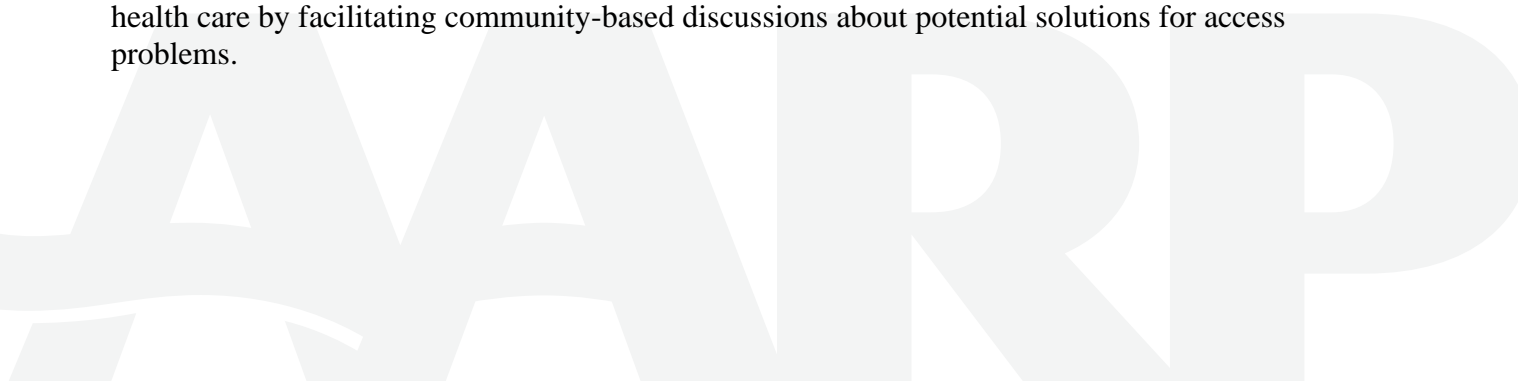 health care by facilitating community-based discussions about potential solutions for access
problems.
AARP